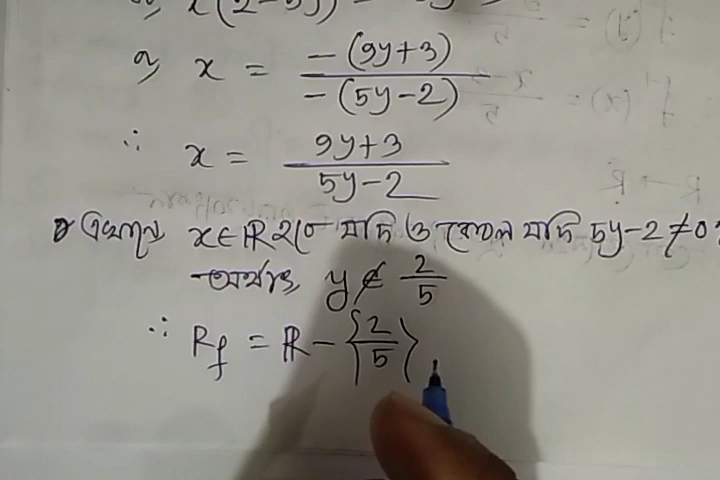 বা, x = -(9y+3) / -(5y-2)
∴ x = 9y+3 / 5y-2
এখানে x∈ℝ হবে যদি ও কেবল যদি 5y-2≠0
অর্থাৎ, y ≠ 2/5
∴ R_f = ℝ - {2/5}